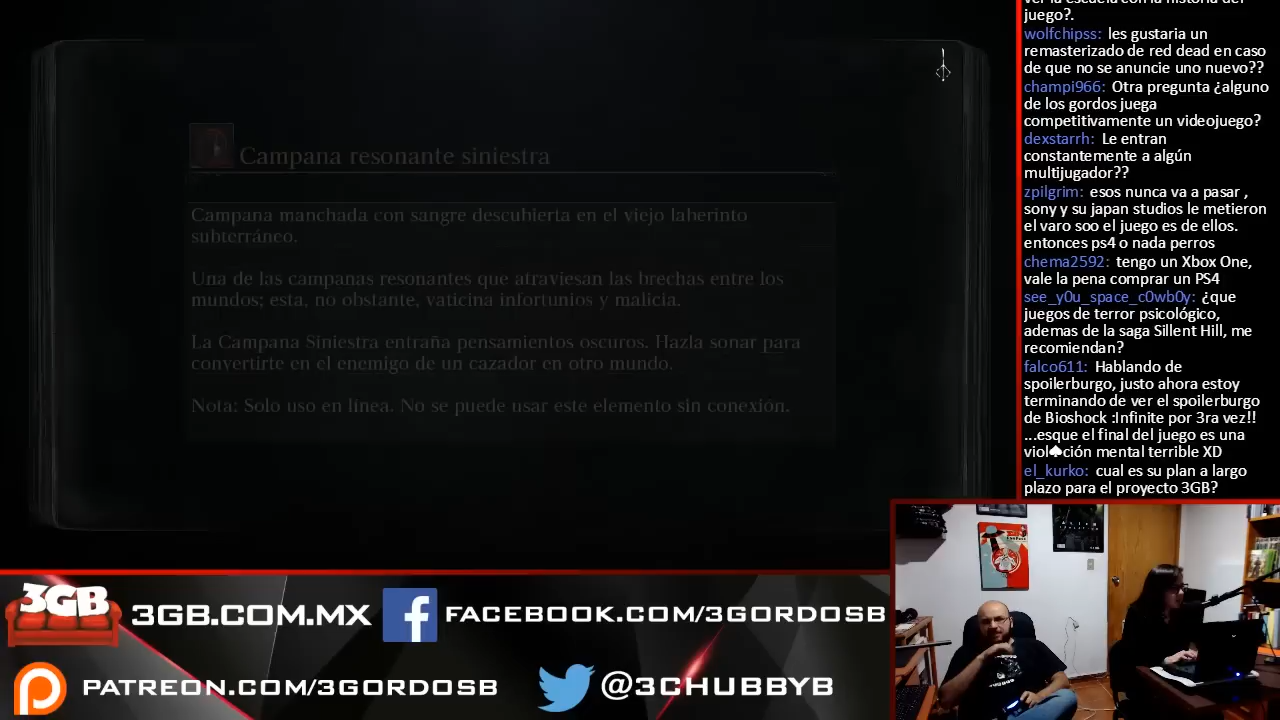 Campana resonante siniestra
Campana manchada con sangre descubierta en el viejo laberinto
subterráneo.
Una de las campanas resonantes que atraviesan las brechas entre los
mundos; esta, no obstante, vaticina infortunios y malicia.
La Campana Siniestra entraña pensamientos oscuros. Hazla sonar para
convertirte en el enemigo de un cazador en otro mundo.
Nota: Solo uso en línea. No se puede usar este elemento sin conexión.
ver la escuela con la historia del
juego?.
wolfchipss: les gustaria un
remasterizado de red dead en caso
de que no se anuncie uno nuevo??
champi966: Otra pregunta ¿alguno
de los gordos juega
competitivamente un videojuego?
dexstarrh: Le entran
constantemente a algún
multijugador??
zpilgrim: esos nunca va a pasar ,
sony y su japan studios le metieron
el varo soo el juego es de ellos.
entonces ps4 o nada perros
chema2592: tengo un Xbox One,
vale la pena comprar un PS4
see_y0u_space_c0wb0y: ¿que
juegos de terror psicológico,
ademas de la saga Sillent Hill, me
recomiendan?
falco611: Hablando de
spoilerburgo, justo ahora estoy
terminando de ver el spoilerburgo
de Bioshock :Infinite por 3ra vez!!
...esque el final del juego es una
viol♠ción mental terrible XD
el_kurko: cual es su plan a largo
plazo para el proyecto 3GB?
3GB
3GB.COM.MX
f
FACEBOOK.COM/3GORDOSB
PATREON.COM/3GORDOSB
@3CHUBBYB